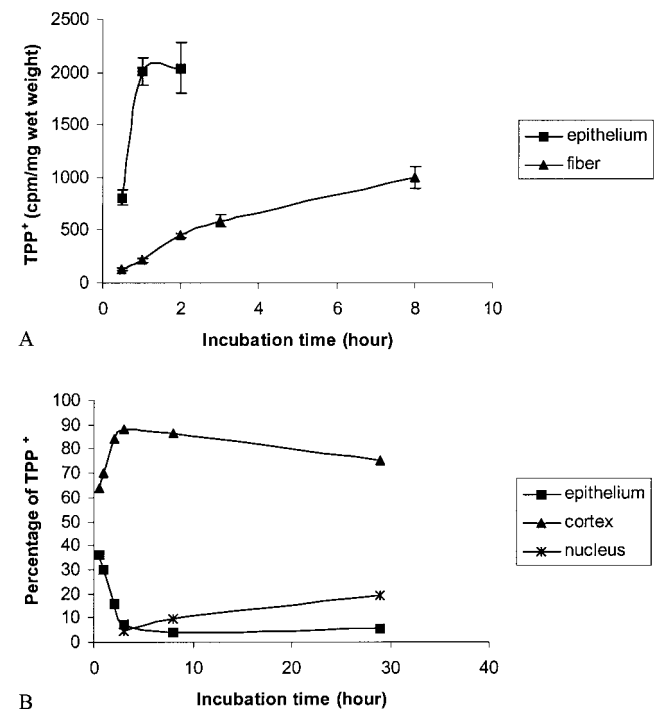 2500
2000
1500
1000
500
0
TPP+ (cpm/mg wet weight)
0 2 4 6 8 10
Incubation time (hour)
epithelium
fiber
A
100
90
80
70
60
50
40
30
20
10
0
Percentage of TPP +
0 10 20 30 40
Incubation time (hour)
epithelium
cortex
nucleus
B